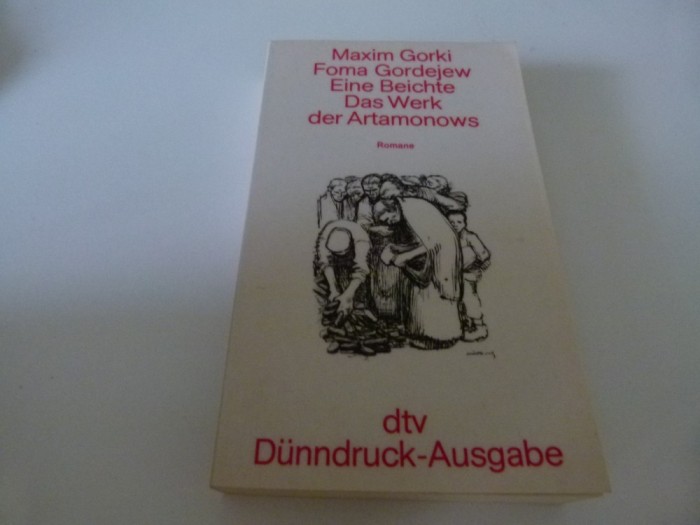 Maxim Gorki
Foma Gordejew
Eine Beichte
Das Werk
der Artamonows
Romane
dtv
Dünndruck-Ausgabe